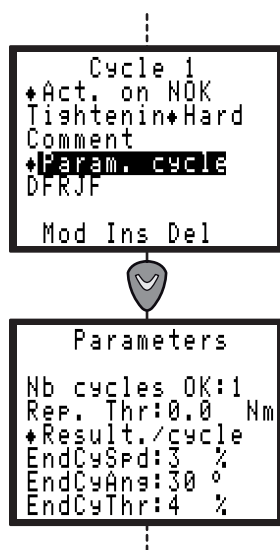 Cycle 1
♦Act. on NOK
Tightenin♦Hard
Comment
♦Param. cycle
DFRJF
Mod Ins Del
Parameters
Nb cycles OK:1
Rep. Thr:0.0 Nm
♦Result./cycle
EndCySpd:3 %
EndCyAng:30 °
EndCyThr:4 %